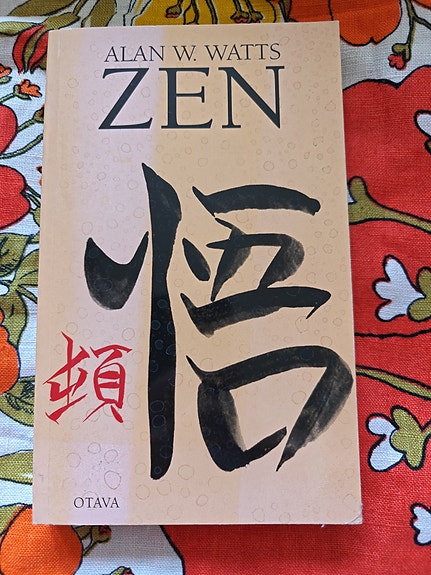 ALAN W. WATTS
ZEN
悟
頓
OTAVA